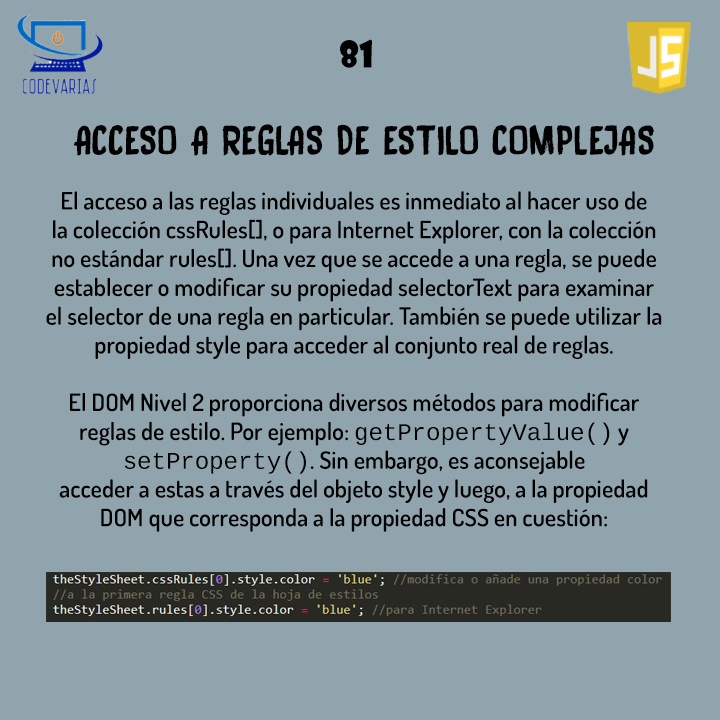 CODEVARIAS
81
JS
ACCESO A REGLAS DE ESTILO COMPLEJAS
El acceso a las reglas individuales es inmediato al hacer uso de
la colección cssRules[], o para Internet Explorer, con la colección
no estándar rules[]. Una vez que se accede a una regla, se puede
establecer o modificar su propiedad selectorText para examinar
el selector de una regla en particular. También se puede utilizar la
propiedad style para acceder al conjunto real de reglas.
El DOM Nivel 2 proporciona diversos métodos para modificar
reglas de estilo. Por ejemplo: getPropertyValue() y
setProperty(). Sin embargo, es aconsejable
acceder a estas a través del objeto style y luego, a la propiedad
DOM que corresponda a la propiedad CSS en cuestión:
theStyleSheet.cssRules[0].style.color = 'blue'; //modifica o añade una propiedad color
//a la primera regla CSS de la hoja de estilos
theStyleSheet.rules[0].style.color = 'blue'; //para Internet Explorer